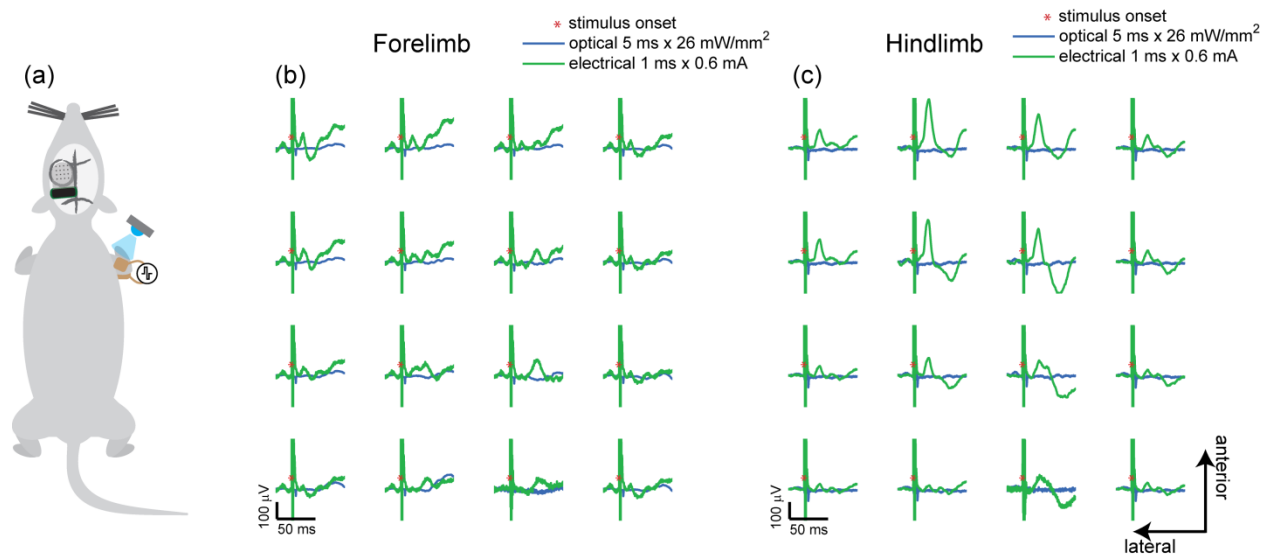 (a)
Forelimb
* stimulus onset
optical 5 ms x 26 mW/mm²
electrical 1 ms x 0.6 mA
(b)
100 µV
50 ms
Hindlimb
* stimulus onset
optical 5 ms x 26 mW/mm²
electrical 1 ms x 0.6 mA
(c)
100 µV
50 ms
anterior
lateral